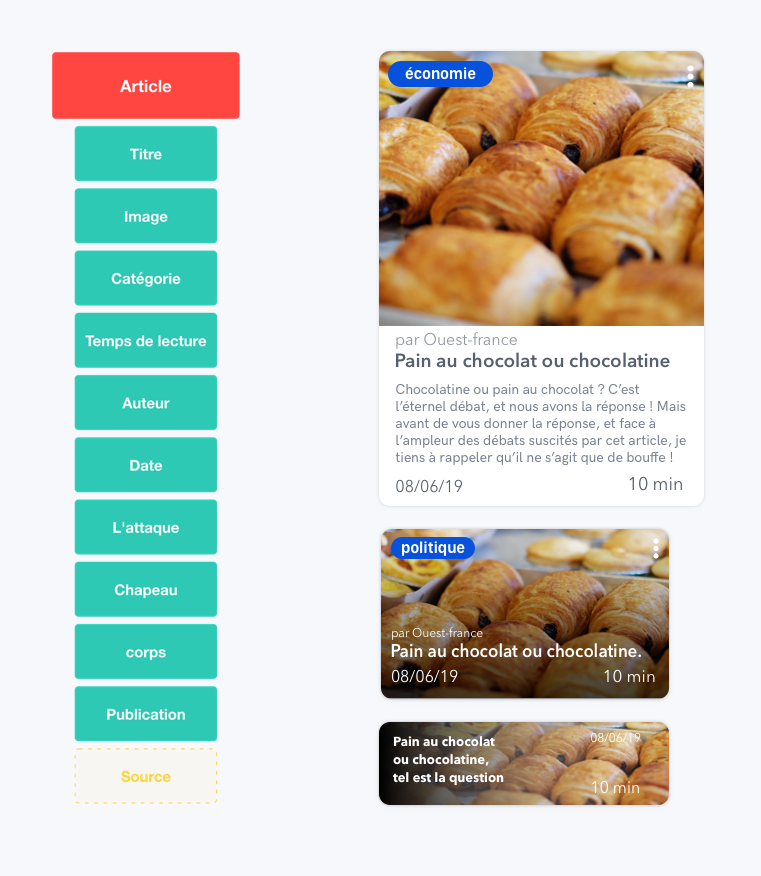 Article
Titre
Image
Catégorie
Temps de lecture
Auteur
Date
L'attaque
Chapeau
corps
Publication
Source
économie
par Ouest-france
Pain au chocolat ou chocolatine
Chocolatine ou pain au chocolat ? C’est
l’éternel débat, et nous avons la réponse ! Mais
avant de vous donner la réponse, et face à
l’ampleur des débats suscités par cet article, je
tiens à rappeler qu’il ne s’agit que de bouffe !
08/06/19 10 min
politique
par Ouest-france
Pain au chocolat ou chocolatine.
08/06/19 10 min
Pain au chocolat
ou chocolatine,
tel est la question
08/06/19
10 min